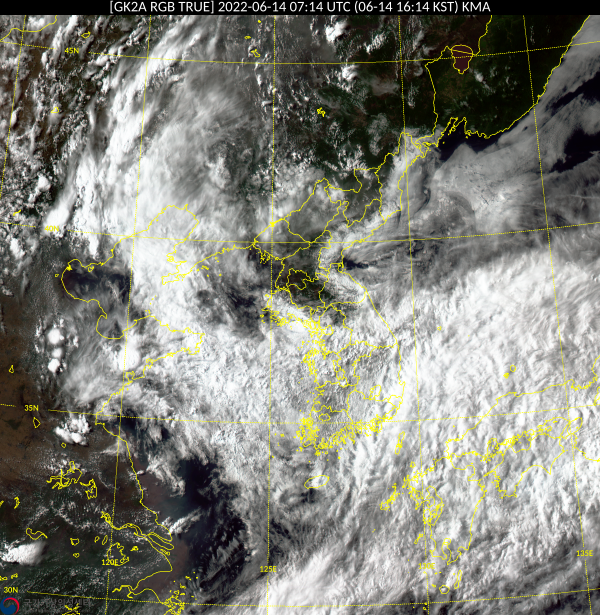 [GK2A RGB TRUE] 2022-06-14 07:14 UTC (06-14 16:14 KST) KMA
45N
35N
120E
125E
135E
30N